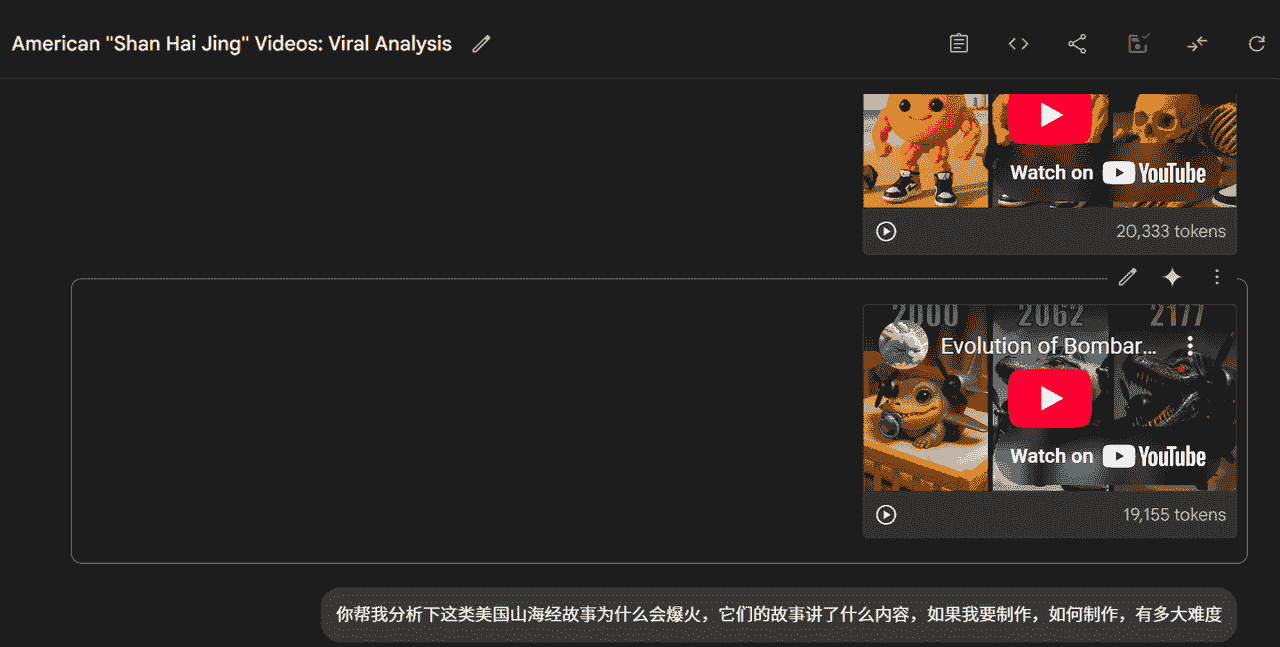 American "Shan Hai Jing" Videos: Viral Analysis
Watch on YouTube
20,333 tokens
2000 2062 2177
Evolution of Bombar...
Watch on YouTube
19,155 tokens
你帮我分析下这类美国山海经故事为什么会爆火，它们的故事讲了什么内容，如果我要制作，如何制作，有多大难度